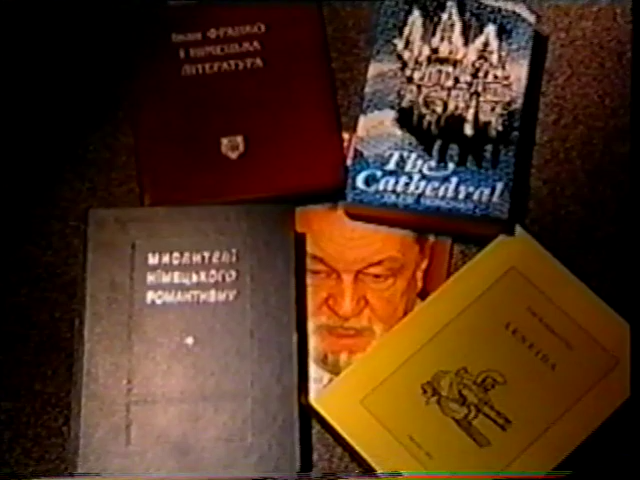 Іван ФРАНКО
І НІМЕЦЬКА
ЛІТЕРАТУРА
The
Cathedral
МИСЛИТЕЛІ
НІМЕЦЬКОГО
РОМАНТИЗМУ